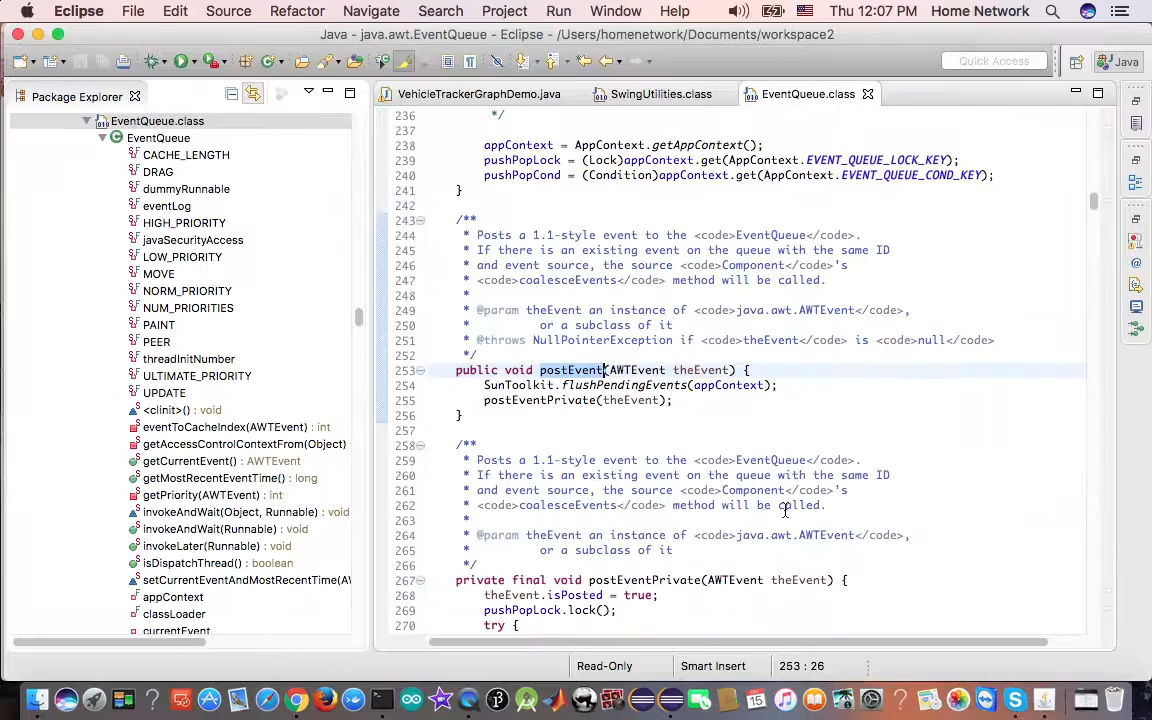 Eclipse File Edit Source Refactor Navigate Search Project Run Window Help Thu 12:07 PM Home Network
Java - java.awt.EventQueue - Eclipse - /Users/homenetwork/Documents/workspace2
Quick Access
Java
Package Explorer
VehicleTrackerGraphDemo.java
SwingUtilities.class
EventQueue.class
EventQueue.class
EventQueue
CACHE_LENGTH
DRAG
dummyRunnable
eventLog
HIGH_PRIORITY
javaSecurityAccess
LOW_PRIORITY
MOVE
NORM_PRIORITY
NUM_PRIORITIES
PAINT
PEER
threadInitNumber
ULTIMATE_PRIORITY
UPDATE
<clinit>() : void
eventToCacheIndex(AWTEvent) : int
getAccessControlContextFrom(Object)
getCurrentEvent() : AWTEvent
getMostRecentEventTime() : long
getPriority(AWTEvent) : int
invokeAndWait(Object, Runnable) : void
invokeAndWait(Runnable) : void
invokeLater(Runnable) : void
isDispatchThread() : boolean
setCurrentEventAndMostRecentTime(AW
appContext
classLoader
currentEvent
236 */
237
238 appContext = AppContext.getAppContext();
239 pushPopLock = (Lock)appContext.get(AppContext.EVENT_QUEUE_LOCK_KEY);
240 pushPopCond = (Condition)appContext.get(AppContext.EVENT_QUEUE_COND_KEY);
241 }
242
243 /**
244 * Posts a 1.1-style event to the <code>EventQueue</code>.
245 * If there is an existing event on the queue with the same ID
246 * and event source, the source <code>Component</code>'s
247 * <code>coalesceEvents</code> method will be called.
248 *
249 * @param theEvent an instance of <code>java.awt.AWTEvent</code>,
250 * or a subclass of it
251 * @throws NullPointerException if <code>theEvent</code> is <code>null</code>
252 */
253 public void postEvent(AWTEvent theEvent) {
254 SunToolkit.flushPendingEvents(appContext);
255 postEventPrivate(theEvent);
256 }
257
258 /**
259 * Posts a 1.1-style event to the <code>EventQueue</code>.
260 * If there is an existing event on the queue with the same ID
261 * and event source, the source <code>Component</code>'s
262 * <code>coalesceEvents</code> method will be called.
263 *
264 * @param theEvent an instance of <code>java.awt.AWTEvent</code>,
265 * or a subclass of it
266 */
267 private final void postEventPrivate(AWTEvent theEvent) {
268 theEvent.isPosted = true;
269 pushPopLock.lock();
270 try {
Read-Only
Smart Insert
253 : 26